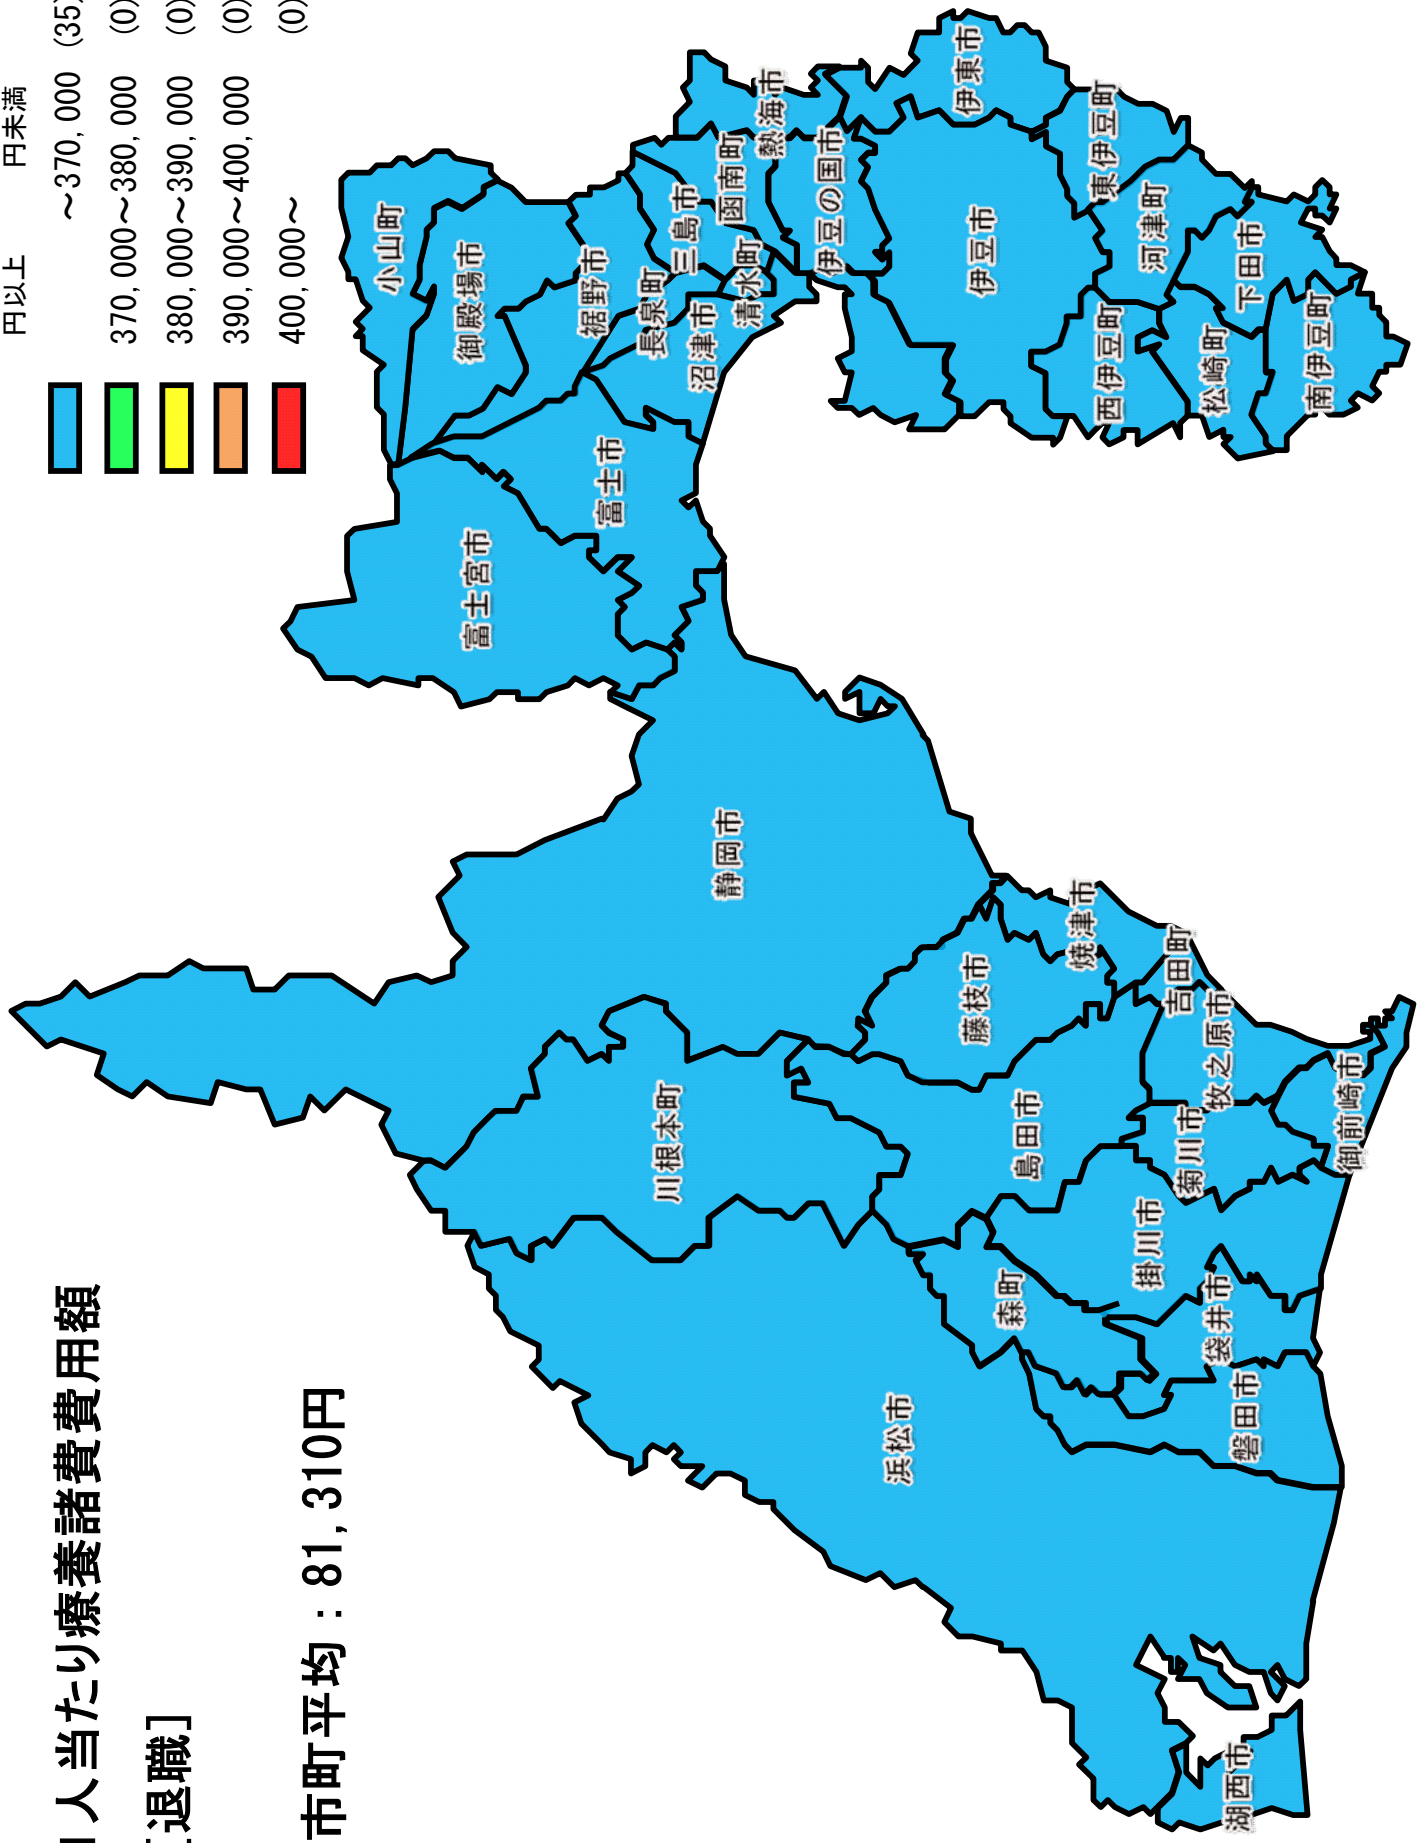 人当たり療養諸費費用額
退職]
市町平均：81,310円
円以上　円未満
～370,000 (35)
370,000～380,000 (0)
380,000～390,000 (0)
390,000～400,000 (0)
400,000～ (0)
小山町
御殿場市
裾野市
長泉町
三島市
函南町
熱海市
沼津市
清水町
伊豆の国市
伊東市
伊豆市
東伊豆町
河津町
西伊豆町
下田市
松崎町
南伊豆町
富士宮市
富士市
静岡市
焼津市
藤枝市
吉田町
牧之原市
川根本町
島田市
御前崎市
菊川市
掛川市
森町
袋井市
磐田市
浜松市
湖西市